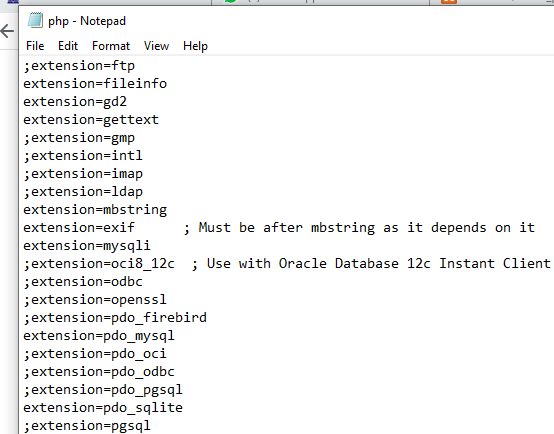 php - Notepad
File Edit Format View Help
;extension=ftp
extension=fileinfo
extension=gd2
extension=gettext
;extension=gmp
;extension=intl
;extension=imap
;extension=ldap
extension=mbstring
extension=exif      ; Must be after mbstring as it depends on it
extension=mysqli
;extension=oci8_12c  ; Use with Oracle Database 12c Instant Client
;extension=odbc
;extension=openssl
;extension=pdo_firebird
extension=pdo_mysql
;extension=pdo_oci
;extension=pdo_odbc
;extension=pdo_pgsql
extension=pdo_sqlite
;extension=pgsql